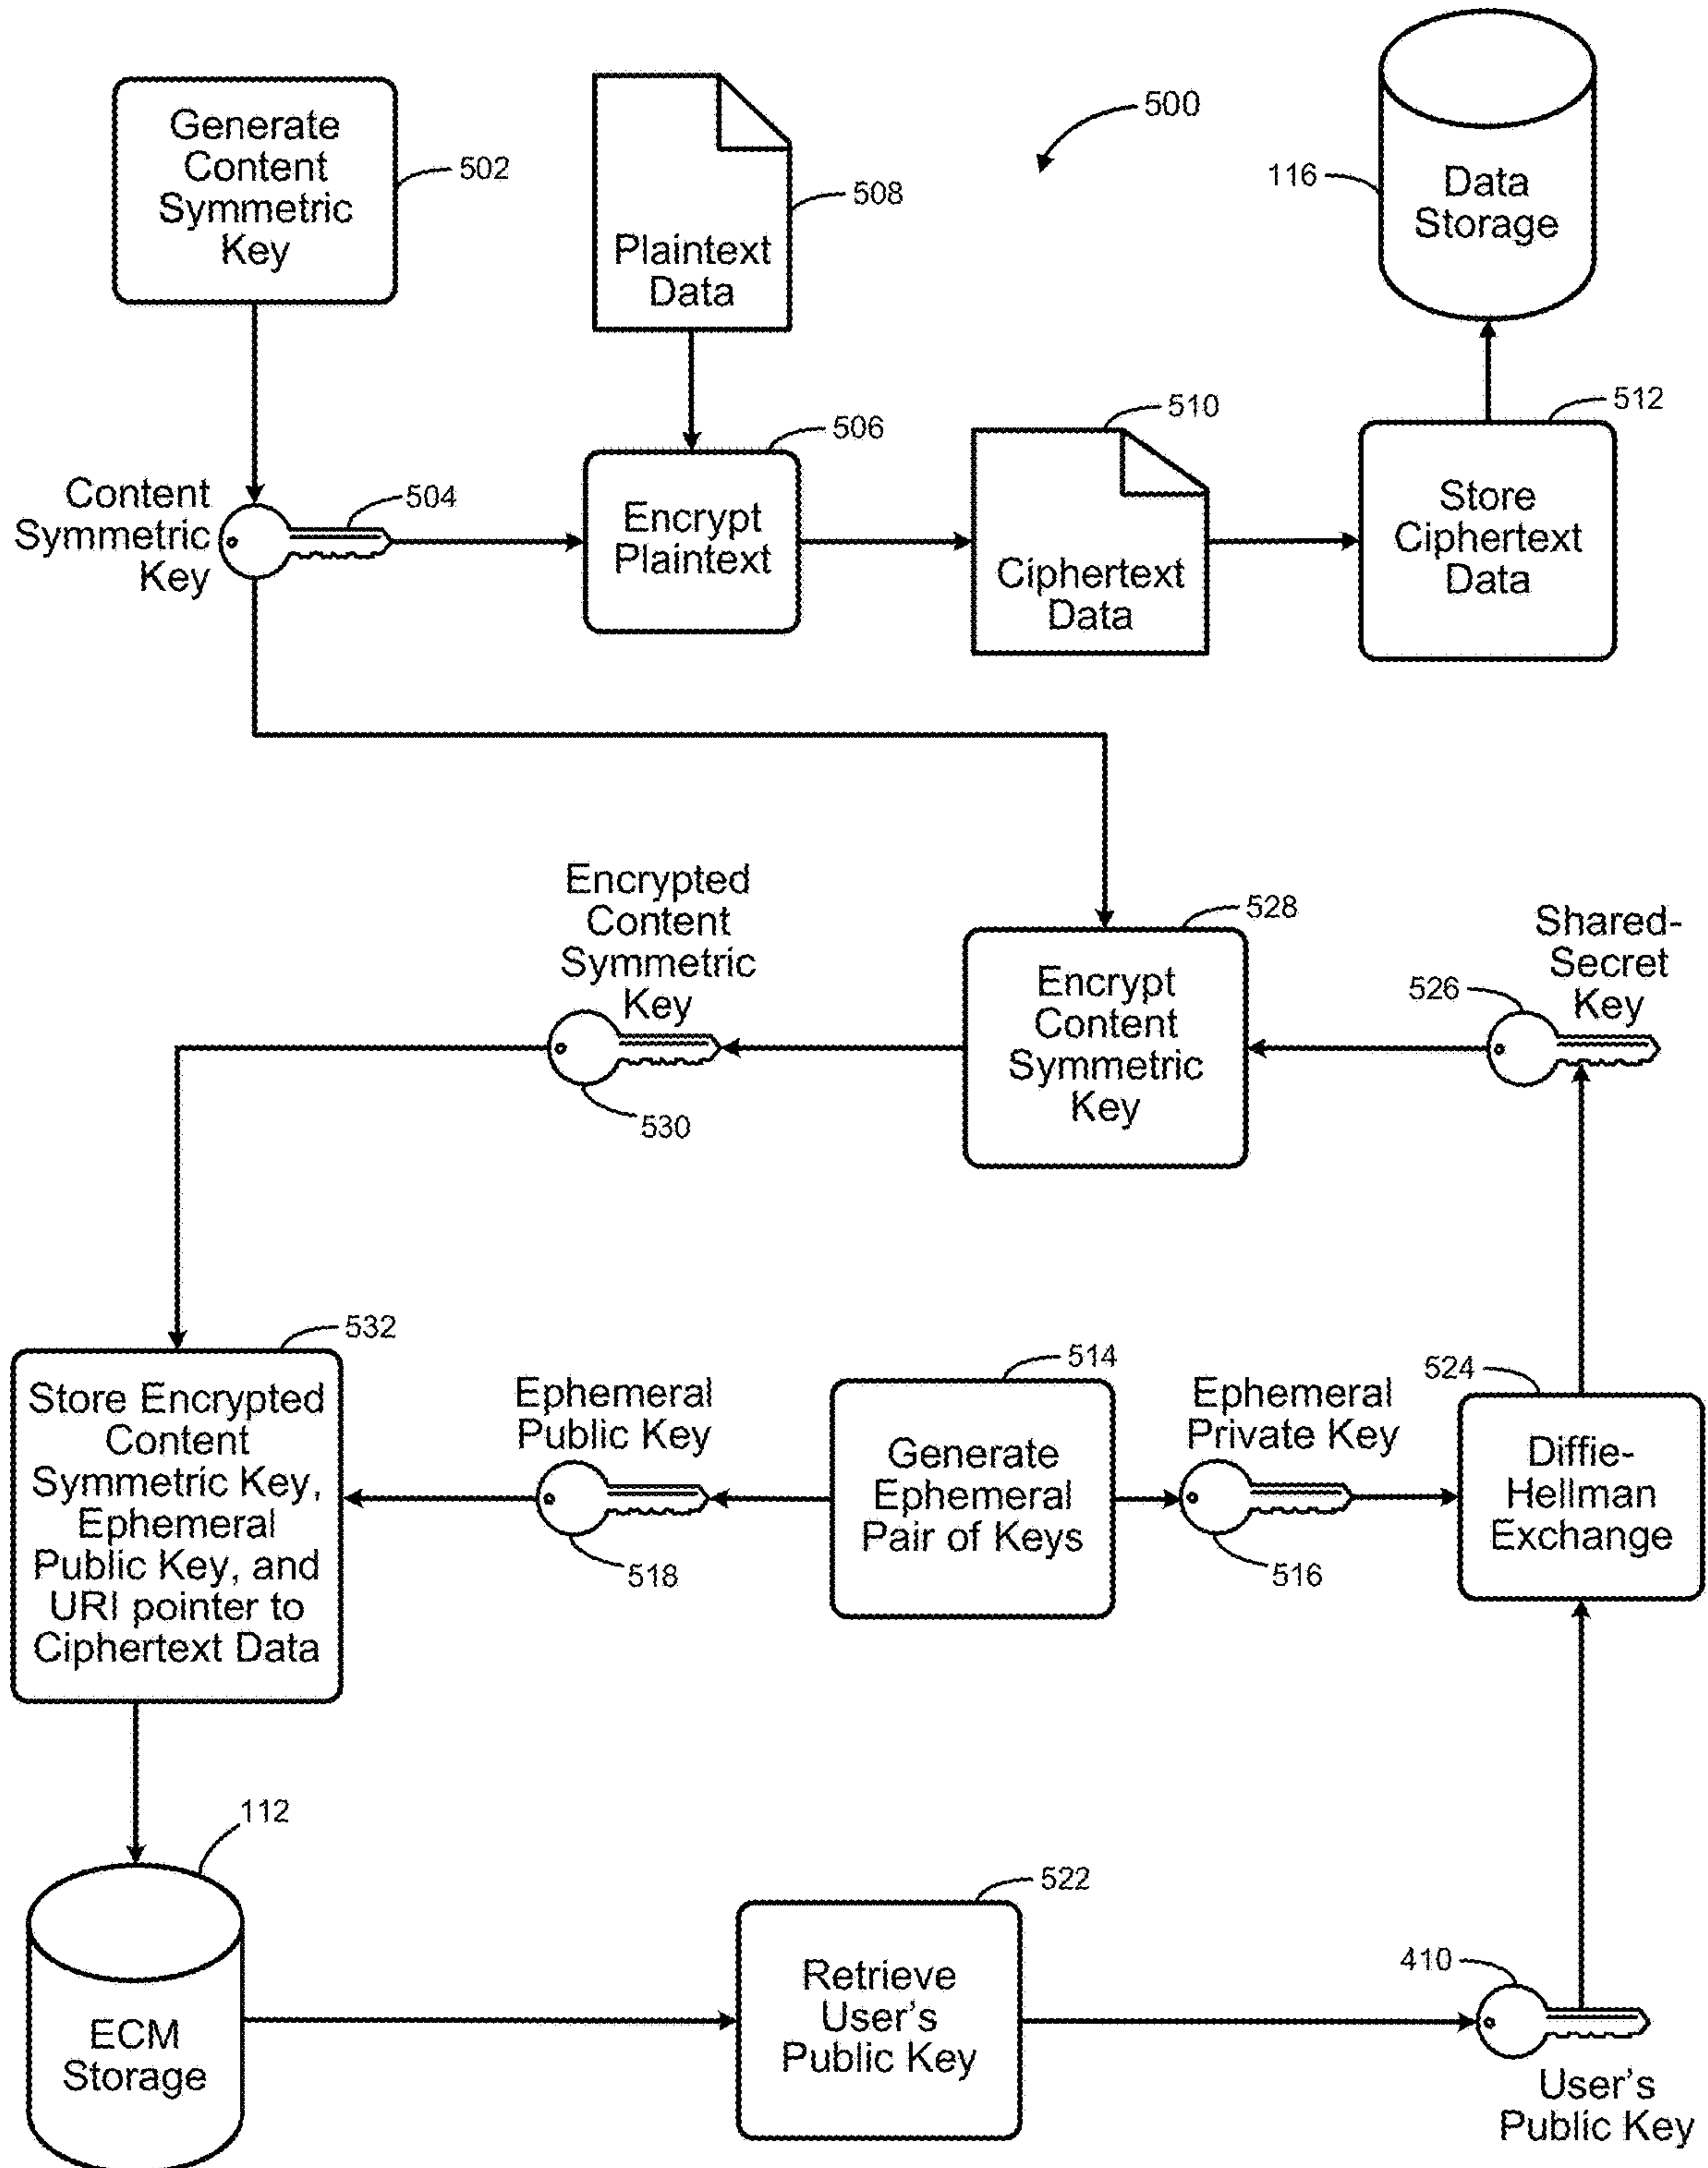 500
Generate
Content
Symmetric
Key
502
Plaintext
Data
508
116
Data
Storage
Content
Symmetric
Key
504
Encrypt
Plaintext
506
Ciphertext
Data
510
Store
Ciphertext
Data
512
Encrypted
Content
Symmetric
Key
530
Encrypt
Content
Symmetric
Key
528
Shared-
Secret
Key
526
532
Store Encrypted
Content
Symmetric Key,
Ephemeral
Public Key, and
URI pointer to
Ciphertext Data
Ephemeral
Public Key
518
514
Generate
Ephemeral
Pair of Keys
Ephemeral
Private Key
516
524
Diffie-
Hellman
Exchange
112
ECM
Storage
522
Retrieve
User's
Public Key
410
User's
Public Key